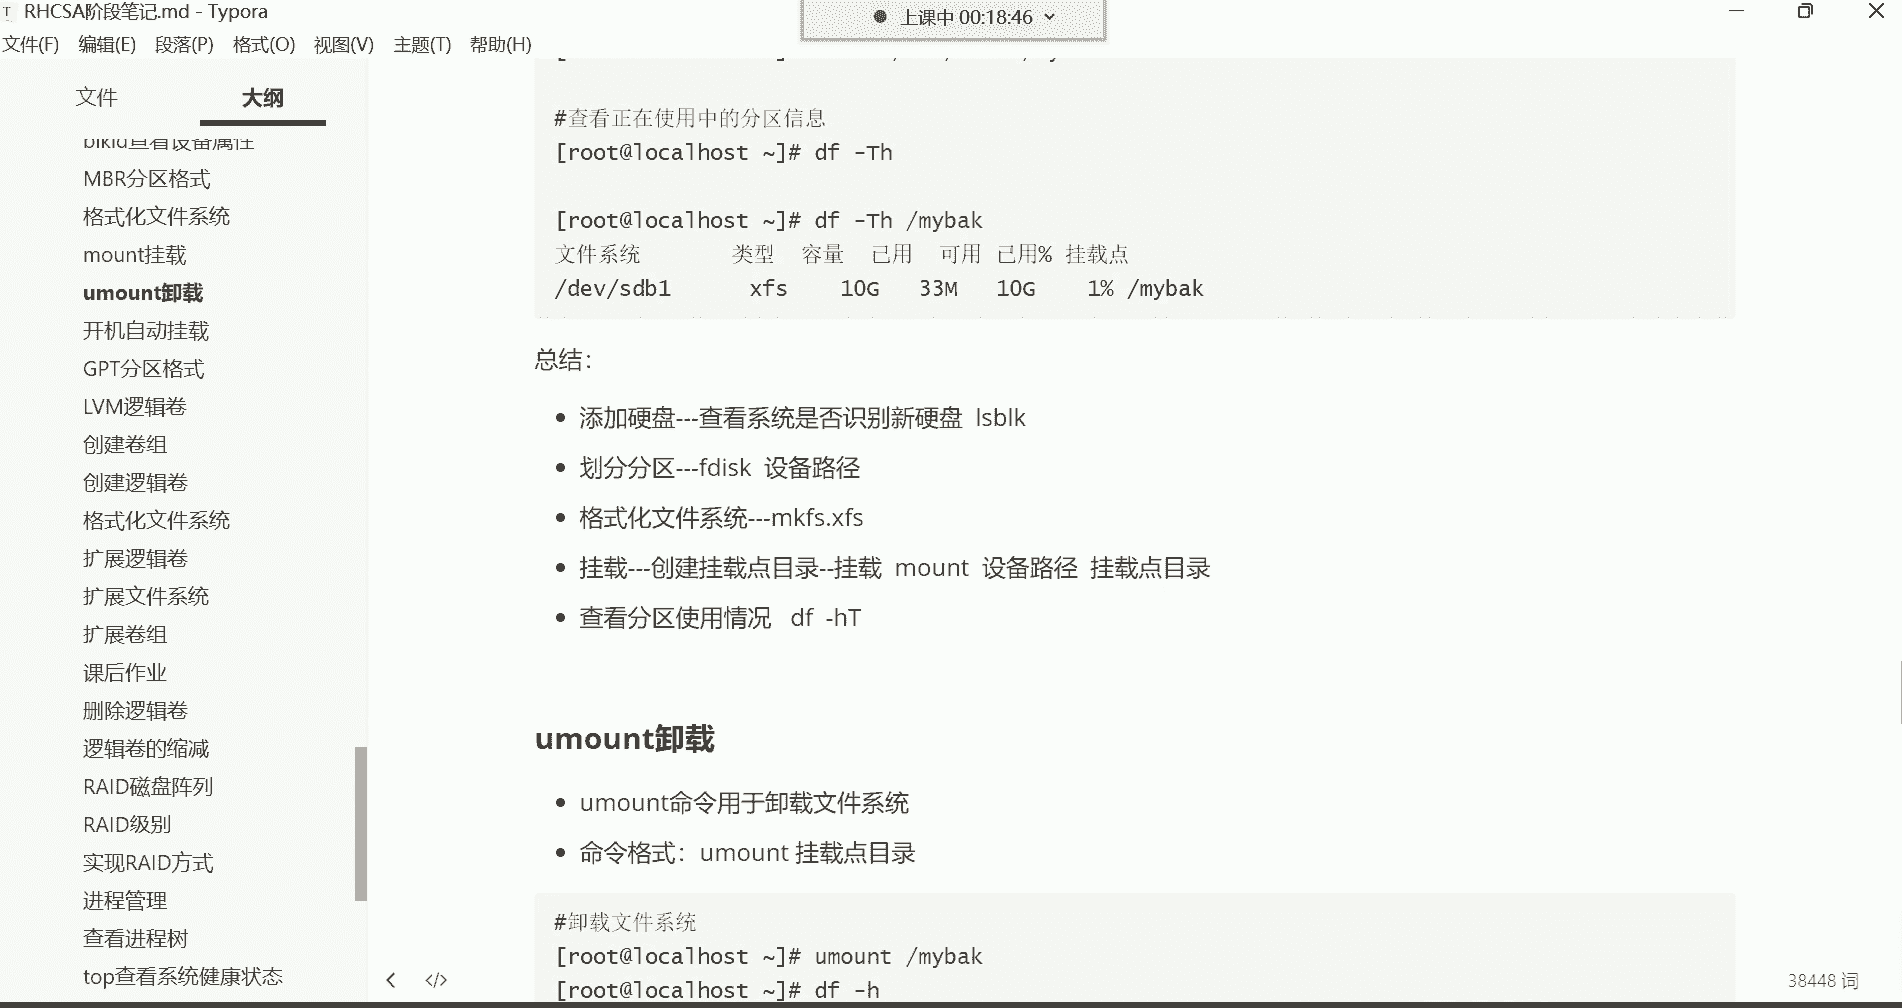 RHCSA阶段笔记.md - Typora
上课中 00:18:46
文件(F) 编辑(E) 段落(P) 格式(O) 视图(V) 主题(T) 帮助(H)
文件 大纲
blkid查看设备属性
MBR分区格式
格式化文件系统
mount挂载
umount卸载
开机自动挂载
GPT分区格式
LVM逻辑卷
创建卷组
创建逻辑卷
格式化文件系统
扩展逻辑卷
扩展文件系统
扩展卷组
课后作业
删除逻辑卷
逻辑卷的缩减
RAID磁盘阵列
RAID级别
实现RAID方式
进程管理
查看进程树
top查看系统健康状态
#查看正在使用中的分区信息
[root@localhost ~]# df -Th
[root@localhost ~]# df -Th /mybak
文件系统 类型 容量 已用 可用 已用% 挂载点
/dev/sdb1 xfs 10G 33M 10G 1% /mybak
总结：
添加硬盘---查看系统是否识别新硬盘 lsblk
划分分区---fdisk 设备路径
格式化文件系统---mkfs.xfs
挂载---创建挂载点目录--挂载 mount 设备路径 挂载点目录
查看分区使用情况 df -hT
umount卸载
umount命令用于卸载文件系统
命令格式：umount 挂载点目录
#卸载文件系统
[root@localhost ~]# umount /mybak
[root@localhost ~]# df -h
38448 词